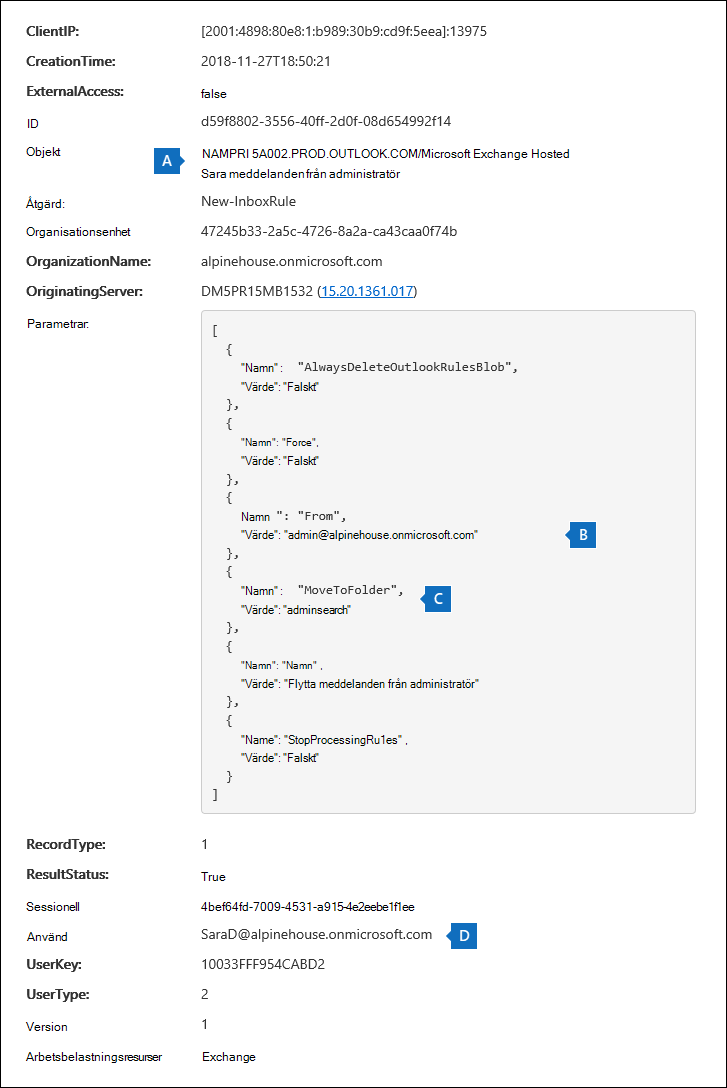 ClientIP: [2001:4898:80e8:1:b989:30b9:cd9f:5eea]:13975
CreationTime: 2018-11-27T18:50:21
ExternalAccess: false
ID d59f8802-3556-40ff-2d0f-08d654992f14
Objekt A NAMPRI 5A002.PROD.OUTLOOK.COM/Microsoft Exchange Hosted
Sara meddelanden från administratör
Åtgärd: New-InboxRule
Organisationsenhet 47245b33-2a5c-4726-8a2a-ca43caa0f74b
OrganizationName: alpinehouse.onmicrosoft.com
OriginatingServer: DM5PR15MB1532 (15.20.1361.017)
Parametrar:
[
{
"Namn" : "AlwaysDeleteOutlookRulesBlob",
"Värde": "Falskt"
},
{
"Namn": "Force",
"Värde": "Falskt"
},
{
Namn ": "From",
"Värde": "admin@alpinehouse.onmicrosoft.com" B
},
{
"Namn" : "MoveToFolder", C
"Värde": "adminsearch"
},
{
"Namn": "Namn" ,
"Värde": "Flytta meddelanden från administratör"
},
{
"Name": "StopProcessingRu1es" ,
"Värde": "Falskt"
}
]
RecordType: 1
ResultStatus: True
Sessionell 4bef64fd-7009-4531-a915-4e2eebe1f1ee
Använd SaraD@alpinehouse.onmicrosoft.com D
UserKey: 10033FFF954CABD2
UserType: 2
Version 1
Arbetsbelastningsresurser Exchange